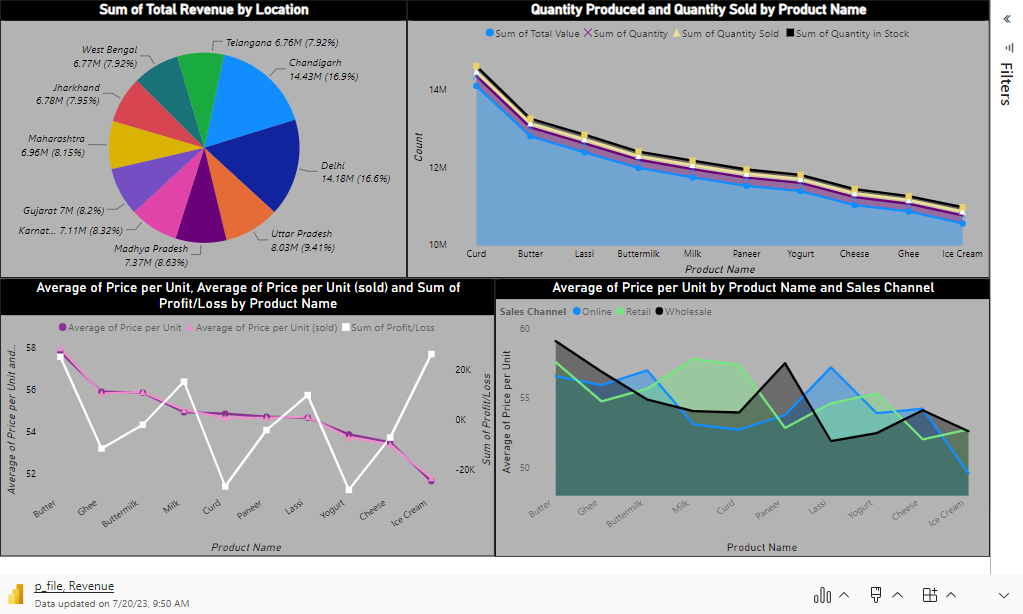 Sum of Total Revenue by Location
West Bengal
6.77M (7.92%)
Telangana 6.76M (7.92%)
Chandigarh
14.43M (16.9%)
Jharkhand
6.78M (7.95%)
Maharashtra
6.96M (8.15%)
Delhi
14.18M (16.6%)
Gujarat 7M (8.2%)
Karnat... 7.11M (8.32%)
Uttar Pradesh
8.03M (9.41%)
Madhya Pradesh
7.37M (8.63%)
Quantity Produced and Quantity Sold by Product Name
Sum of Total Value Sum of Quantity Sum of Quantity Sold Sum of Quantity in Stock
14M
12M
10M
Count
Curd Butter Lassi Buttermilk Milk Paneer Yogurt Cheese Ghee Ice Cream
Product Name
Filters
Average of Price per Unit, Average of Price per Unit (sold) and Sum of
Profit/Loss by Product Name
Average of Price per Unit Average of Price per Unit (sold) Sum of Profit/Loss
58
56
54
52
Average of Price per Unit and...
20K
0K
-20K
Sum of Profit/Loss
Butter Ghee Buttermilk Milk Curd Paneer Lassi Yogurt Cheese Ice Cream
Product Name
Average of Price per Unit by Product Name and Sales Channel
Sales Channel Online Retail Wholesale
60
55
50
Average of Price per Unit
Butter Ghee Buttermilk Milk Curd Paneer Lassi Yogurt Cheese Ice Cream
Product Name
p_file, Revenue
Data updated on 7/20/23, 9:50 AM